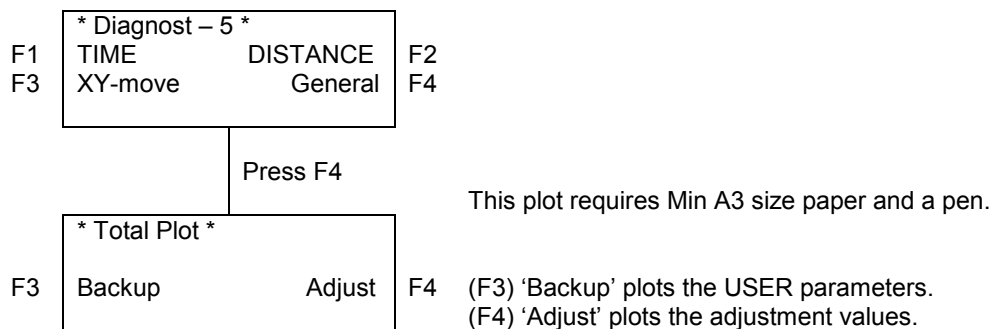 * Diagnost – 5 *
F1 TIME DISTANCE F2
F3 XY-move General F4
Press F4
This plot requires Min A3 size paper and a pen.
* Total Plot *
F3 Backup Adjust F4 (F3) ‘Backup’ plots the USER parameters.
(F4) ‘Adjust’ plots the adjustment values.